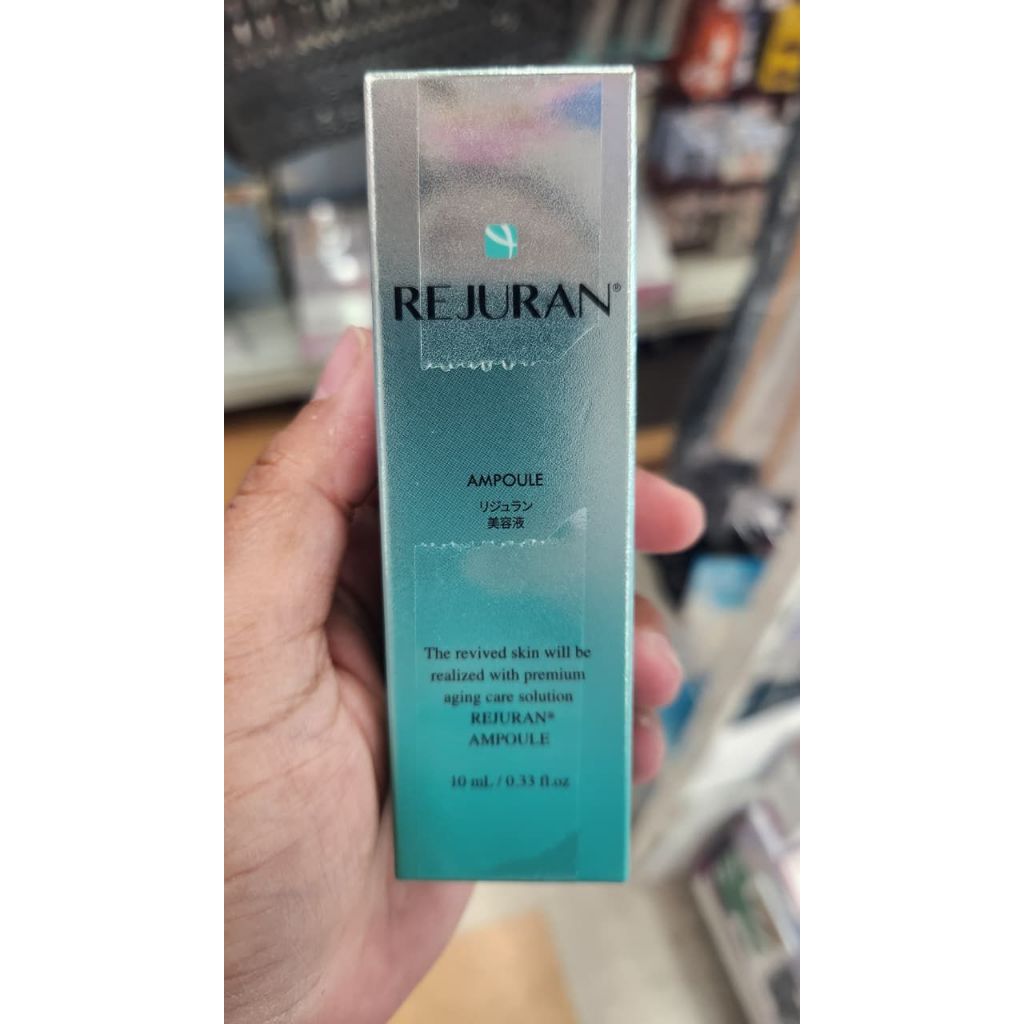 REJURAN®
AMPOULE
リジュラン
美容液
The revived skin will be
realized with premium
aging care solution
REJURAN®
AMPOULE
10 mL / 0.33 fl.oz